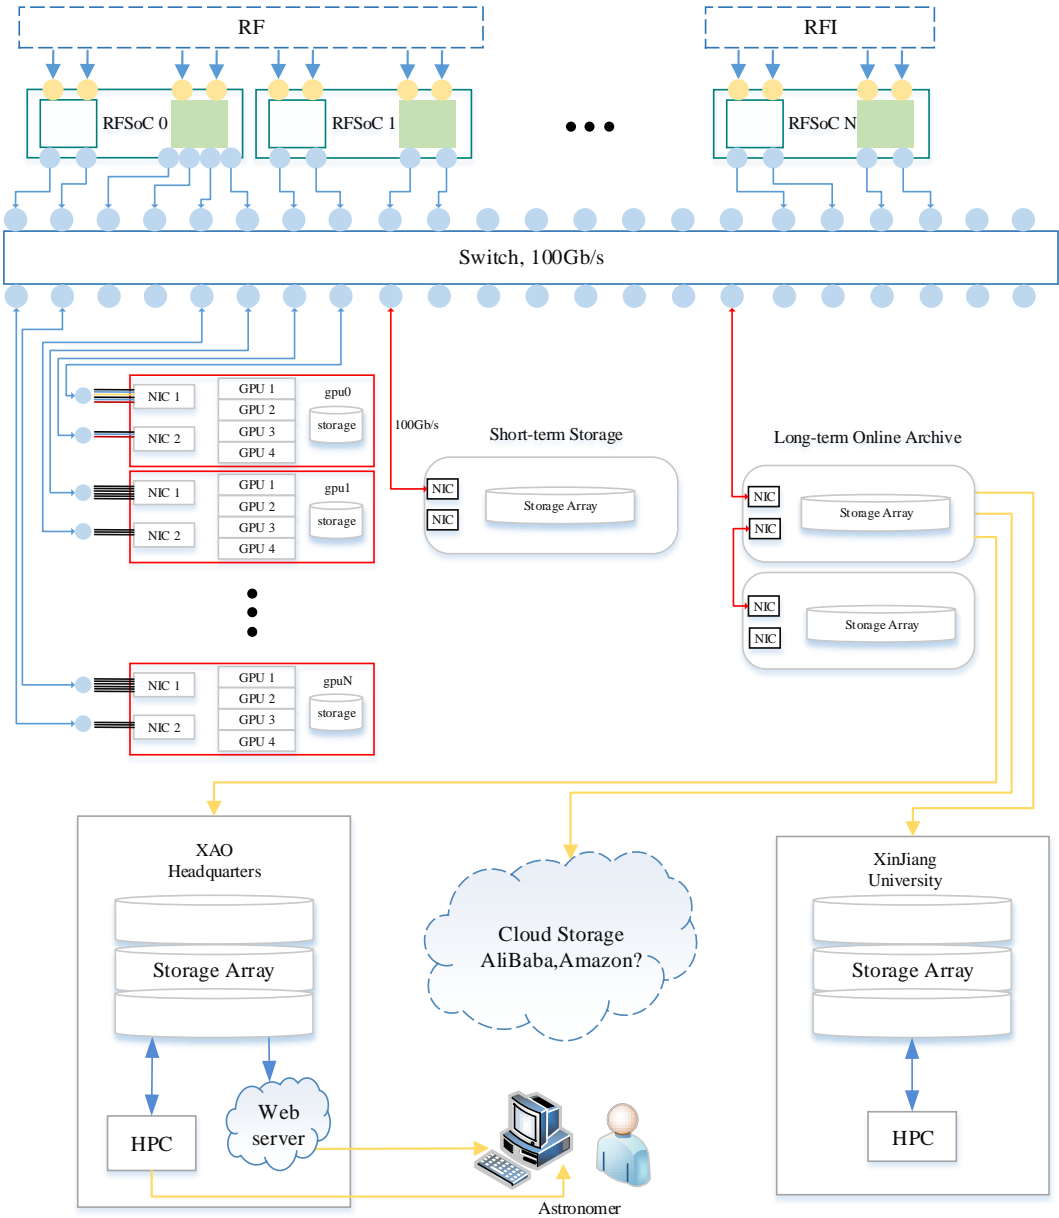 RF
RFI
RFSoC 0
RFSoC 1
RFSoC N
Switch, 100Gb/s
NIC 1
NIC 2
GPU 1
GPU 2
GPU 3
GPU 4
gpu0
storage
NIC 1
NIC 2
GPU 1
GPU 2
GPU 3
GPU 4
gpu1
storage
NIC 1
NIC 2
GPU 1
GPU 2
GPU 3
GPU 4
gpuN
storage
100Gb/s
Short-term Storage
NIC
NIC
Storage Array
Long-term Online Archive
NIC
NIC
Storage Array
NIC
NIC
Storage Array
XAO
Headquarters
Storage Array
HPC
Web
server
Cloud Storage
AliBaba,Amazon?
Astronomer
XinJiang
University
Storage Array
HPC